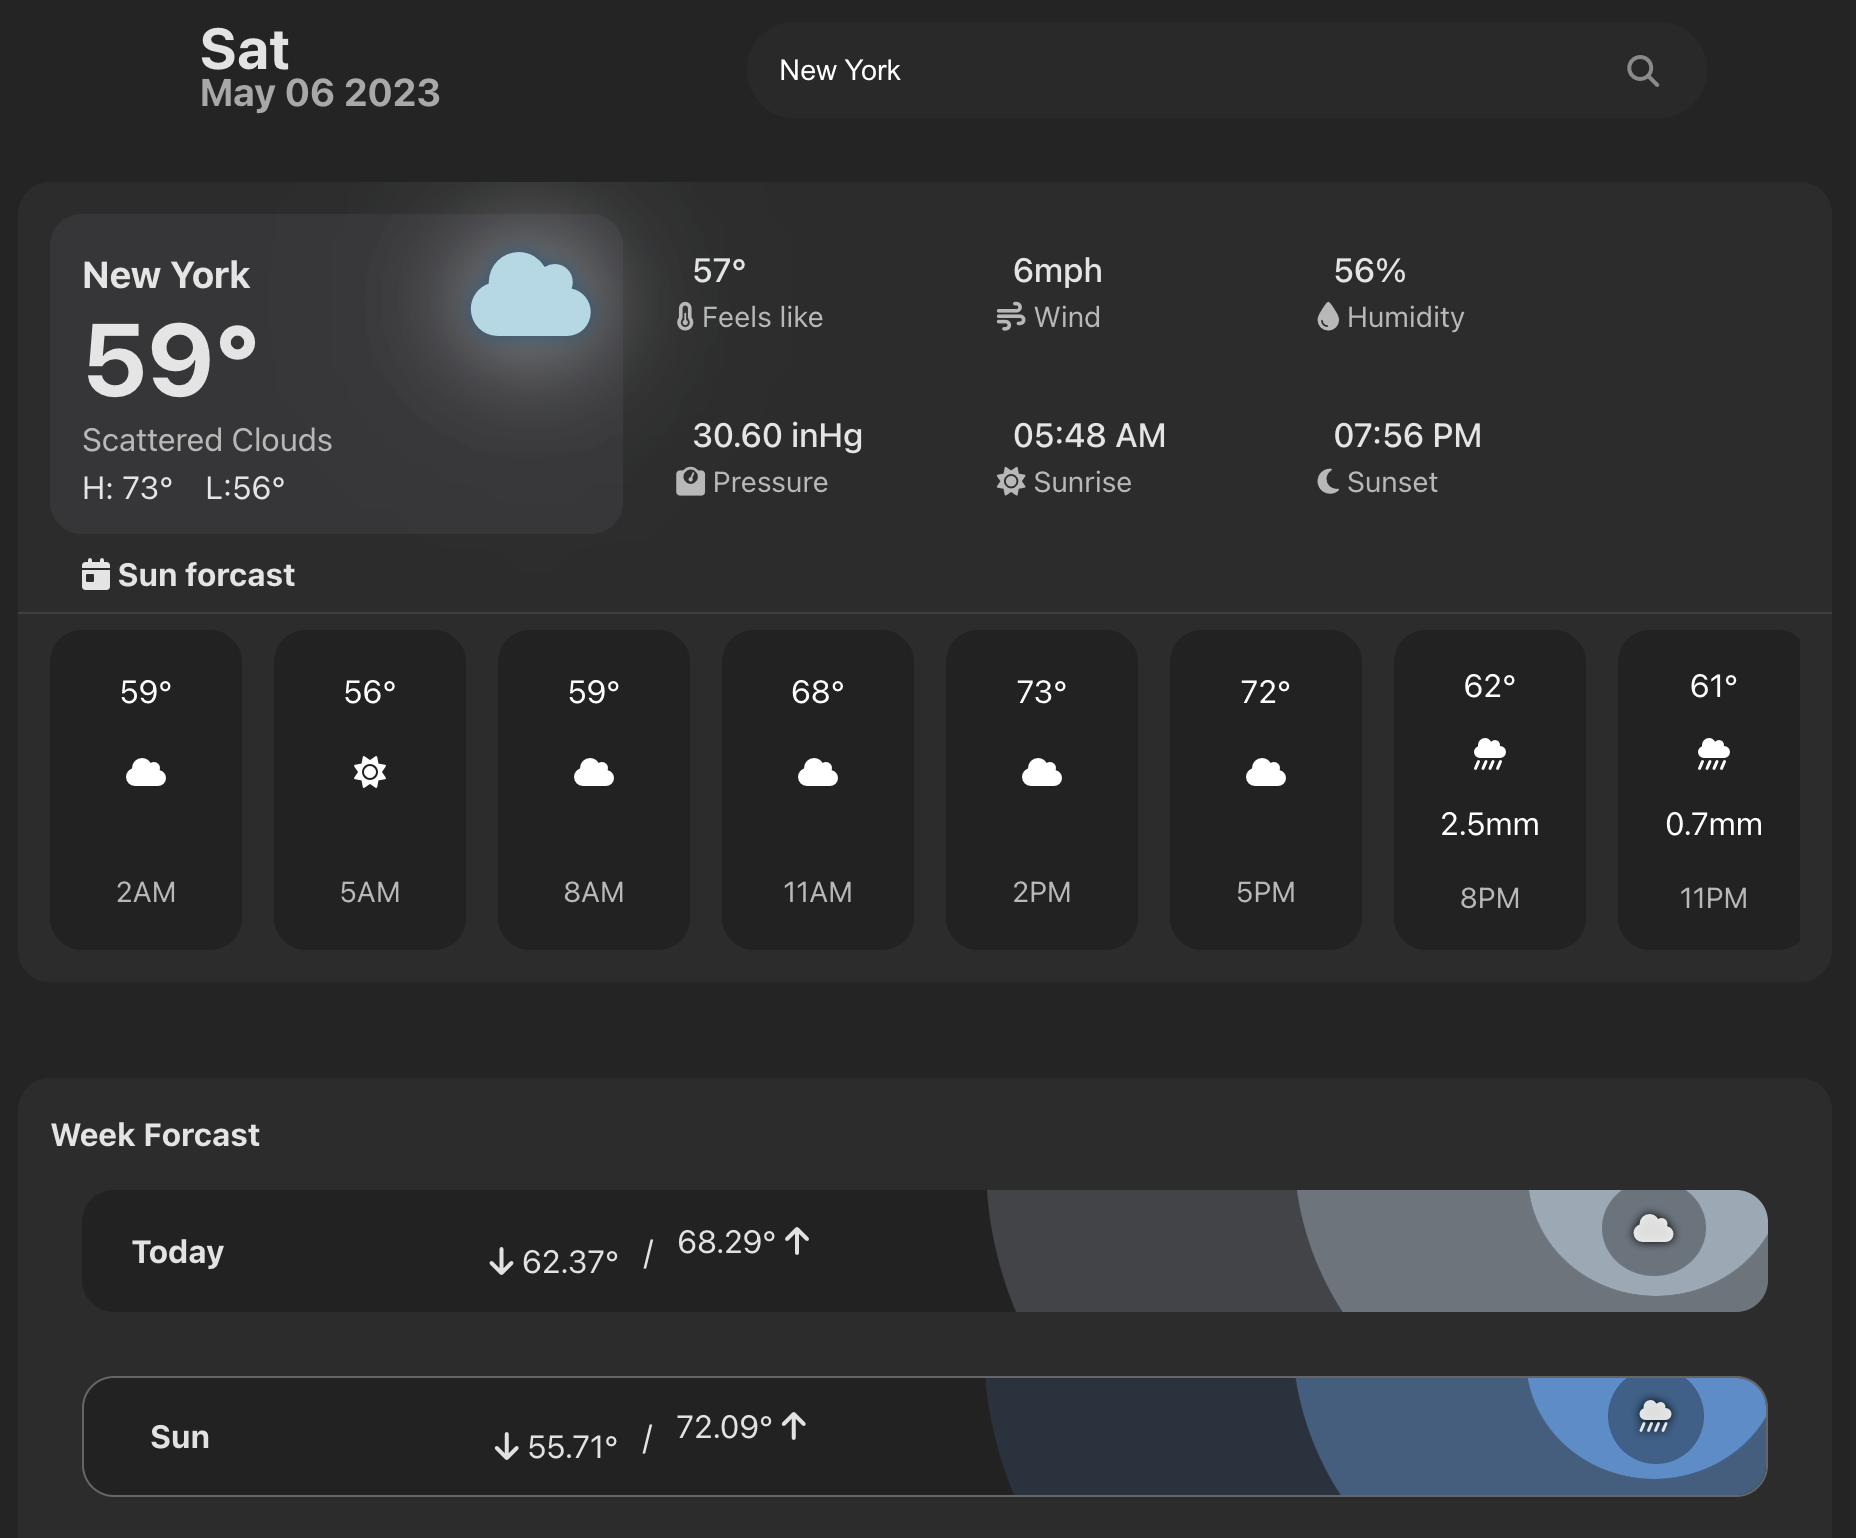 Sat
May 06 2023
New York
New York
59°
Scattered Clouds
H: 73° L:56°
57°
Feels like
6mph
Wind
56%
Humidity
30.60 inHg
Pressure
05:48 AM
Sunrise
07:56 PM
Sunset
Sun forcast
59°
2AM
56°
5AM
59°
8AM
68°
11AM
73°
2PM
72°
5PM
62°
2.5mm
8PM
61°
0.7mm
11PM
Week Forcast
Today
62.37° / 68.29°
Sun
55.71° / 72.09°